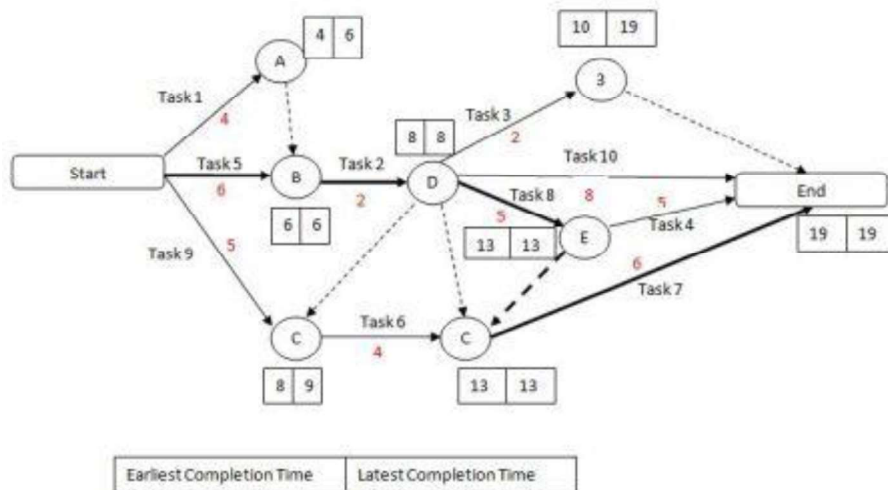 4 6
10 19
A
3
Task 1
4
Task 3
2
8 8
Task 10
Start
Task 5
6
B
Task 2
2
D
Task 8
5
8
5
End
Task 4
6 6
13 13
E
19 19
Task 9
5
6
Task 7
C
Task 6
4
C
8 9
13 13
Earliest Completion Time Latest Completion Time